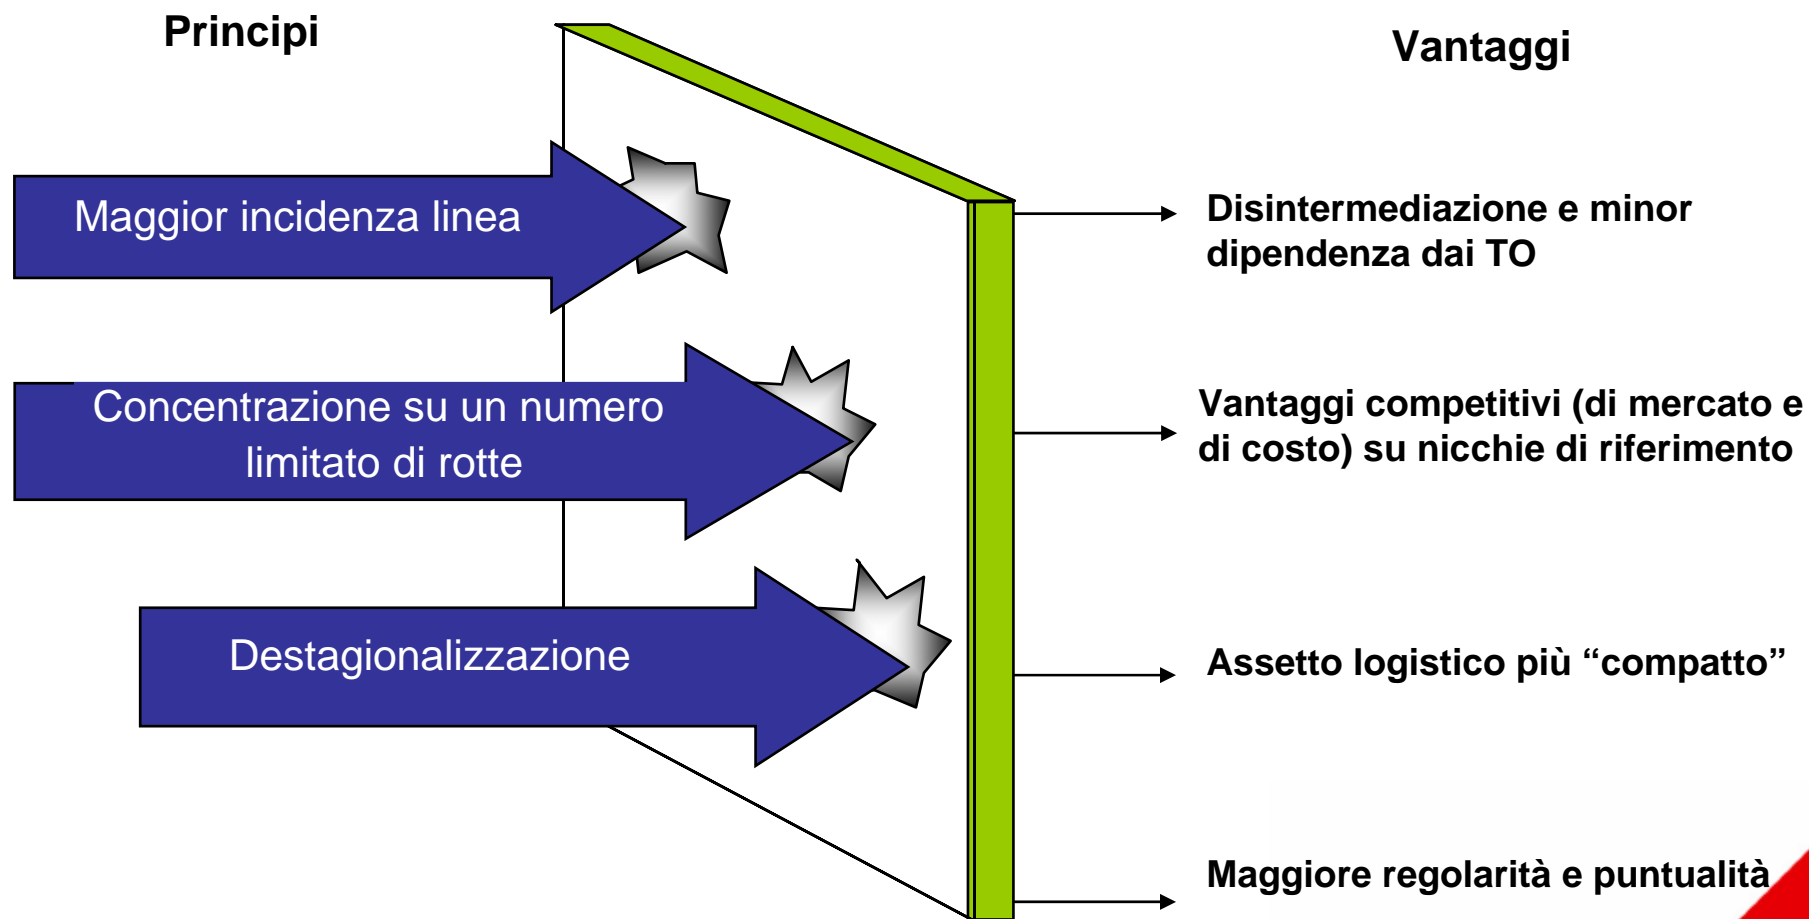 Principi
Vantaggi
Maggior incidenza linea
Disintermediazione e minor
dipendenza dai TO
Concentrazione su un numero
limitato di rotte
Vantaggi competitivi (di mercato e
di costo) su nicchie di riferimento
Destagionalizzazione
Assetto logistico più “compatto”
Maggiore regolarità e puntualità